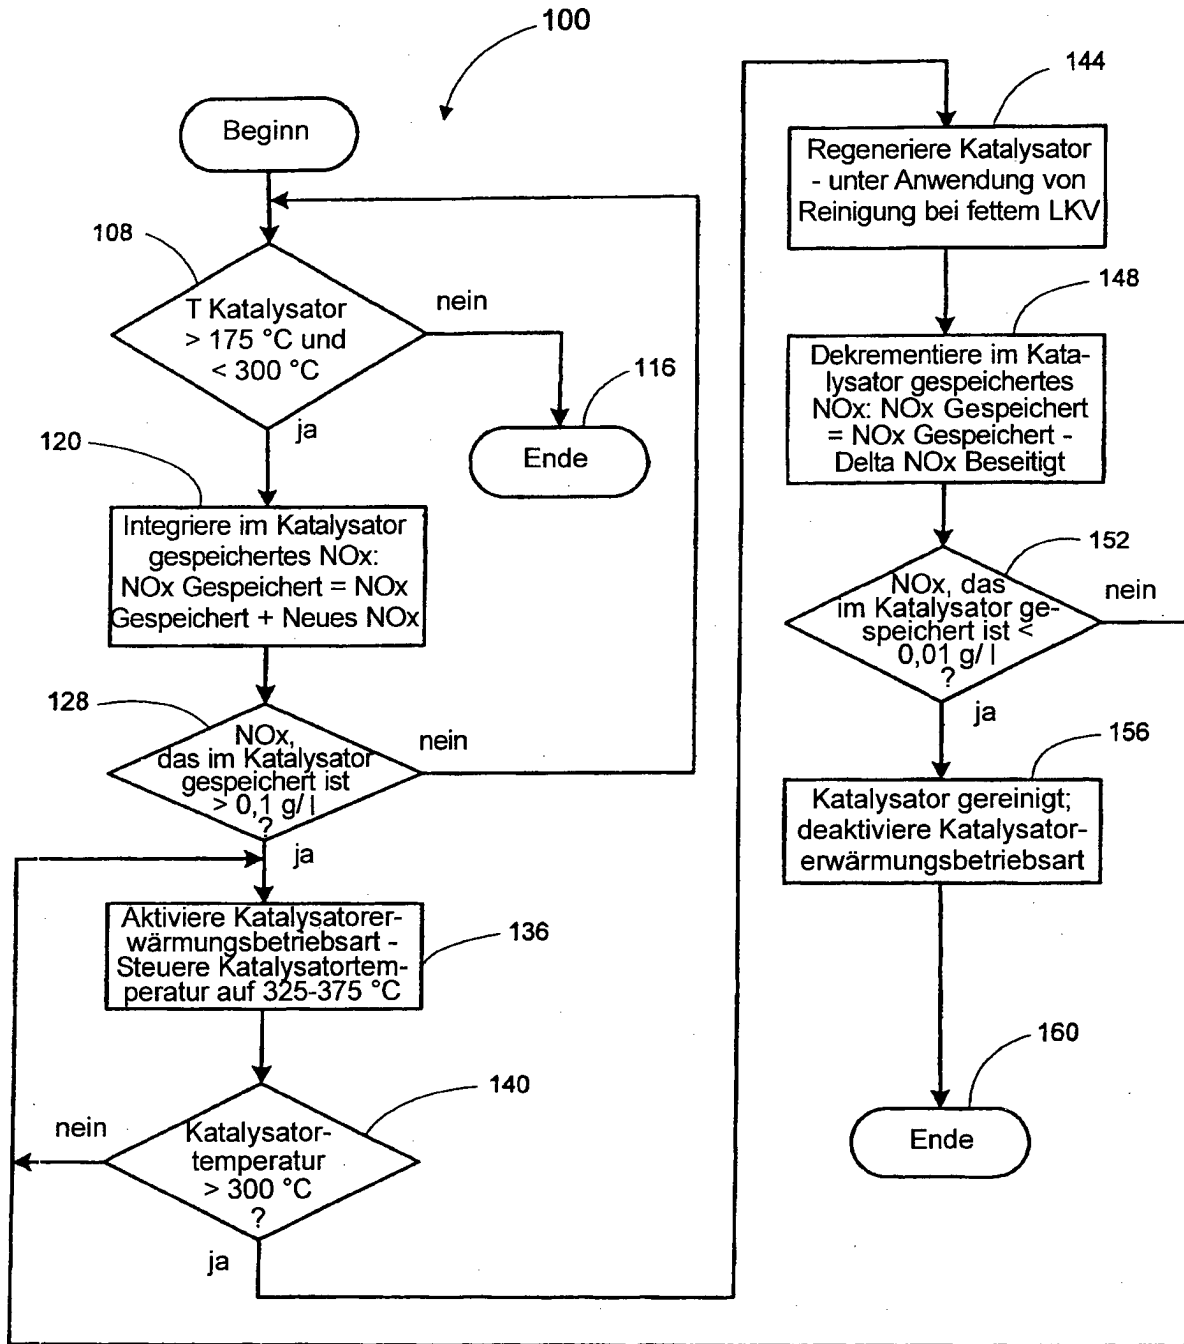 100
Beginn
108
T Katalysator
> 175 °C und
< 300 °C
nein
ja
116
Ende
120
Integriere im Katalysator
gespeichertes NOx:
NOx Gespeichert = NOx
Gespeichert + Neues NOx
128
NOx,
das im Katalysator
gespeichert ist
> 0,1 g/ l
?
nein
ja
Aktiviere Katalysatorer-
wärmungsbetriebsart -
Steuere Katalysatortem-
peratur auf 325-375 °C
136
140
nein
Katalysator-
temperatur
> 300 °C
?
ja
144
Regeneriere Katalysator
- unter Anwendung von
Reinigung bei fettem LKV
148
Dekrementiere im Kata-
lysator gespeichertes
NOx: NOx Gespeichert
= NOx Gespeichert -
Delta NOx Beseitigt
152
NOx, das
im Katalysator ge-
speichert ist <
0,01 g/ l
?
nein
ja
156
Katalysator gereinigt;
deaktiviere Katalysator-
erwärmungsbetriebsart
160
Ende